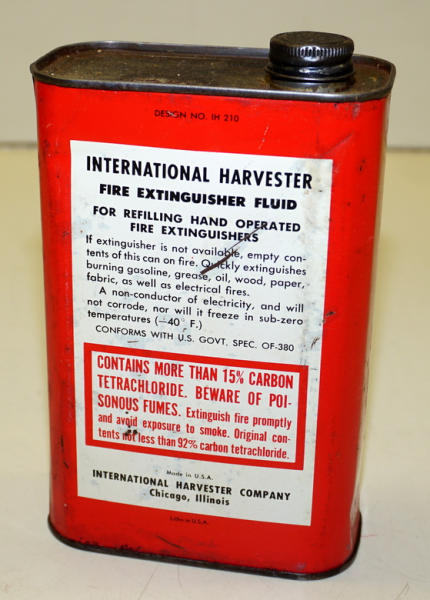 DESIGN NO. IH 210
INTERNATIONAL HARVESTER
FIRE EXTINGUISHER FLUID
FOR REFILLING HAND OPERATED
FIRE EXTINGUISHERS
If extinguisher is not available, empty con-
tents of this can on fire. Quickly extinguishes
burning gasoline, grease, oil, wood, paper,
fabric, as well as electrical fires.
A non-conductor of electricity, and will
not corrode, nor will it freeze in sub-zero
temperatures (—40° F.)
CONFORMS WITH U.S. GOVT. SPEC. OF-380
CONTAINS MORE THAN 15% CARBON
TETRACHLORIDE. BEWARE OF POI-
SONOUS FUMES. Extinguish fire promptly
and avoid exposure to smoke. Original con-
tents not less than 92% carbon tetrachloride.
Made in U.S.A.
INTERNATIONAL HARVESTER COMPANY
Chicago, Illinois
Litho in U.S.A.